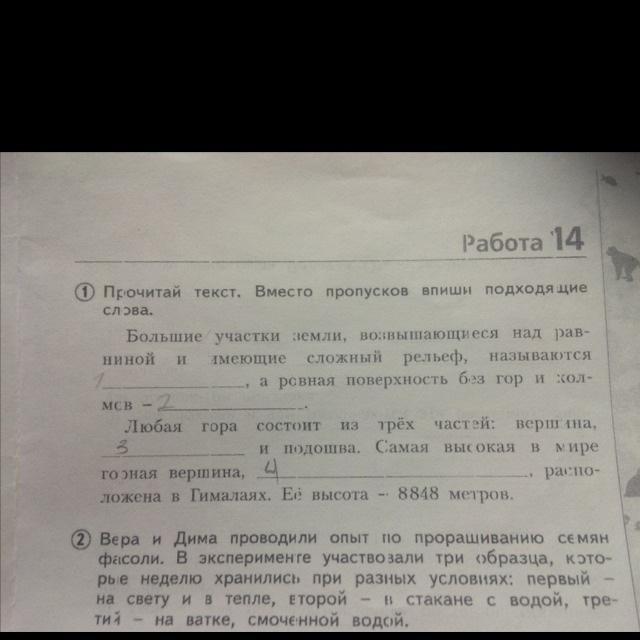 Работа 14
① Прочитай текст. Вместо пропусков впиши подходящие
слова.
Большие участки земли, возвышающиеся над рав-
ниной и имеющие сложный рельеф, называются
1 ____________, а ровная поверхность без гор и хол-
мов – 2 ____________.
Любая гора состоит из трёх частей: вершина,
3 ____________ и подошва. Самая высокая в мире
горная вершина, 4 ____________, распо-
ложена в Гималаях. Её высота – 8848 метров.
② Вера и Дима проводили опыт по проращиванию семян
фасоли. В эксперименте участвовали три образца, кото-
рые неделю хранились при разных условиях: первый –
на свету и в тепле, второй – в стакане с водой, тре-
тий – на ватке, смоченной водой.